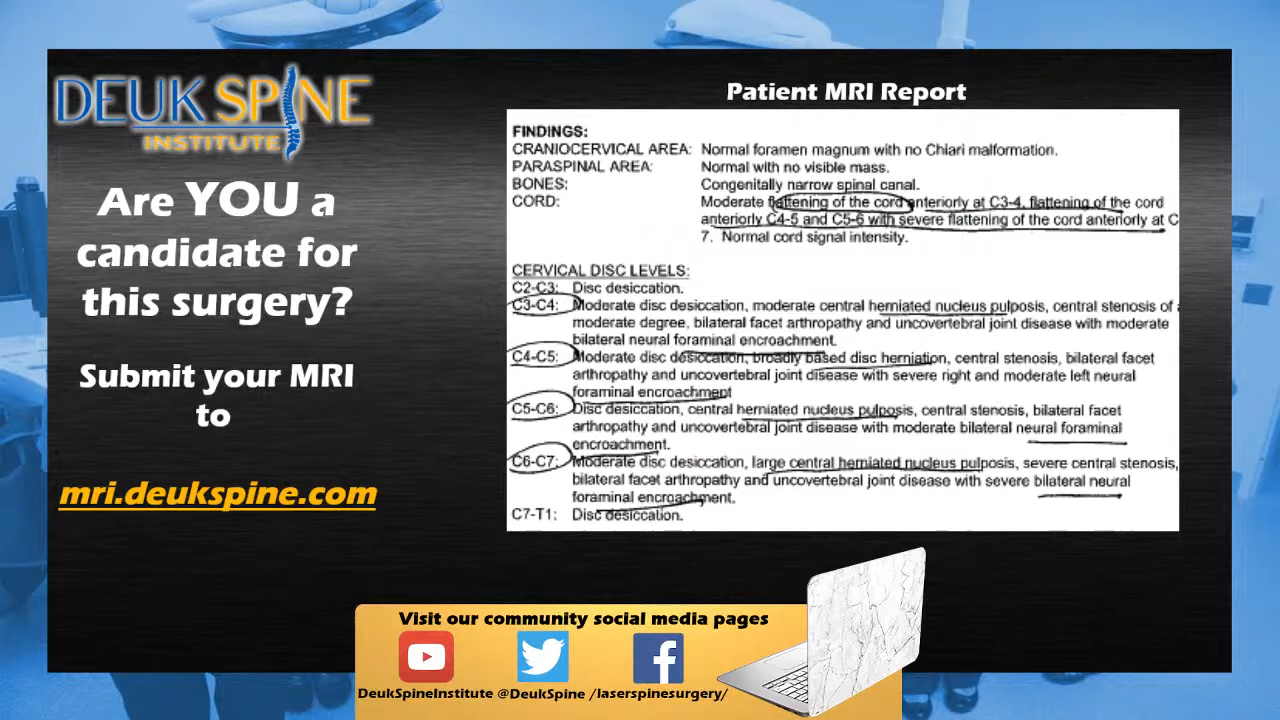 DEUK SPINE
INSTITUTE
Are YOU a
candidate for
this surgery?
Submit your MRI
to
mri.deukspine.com
Patient MRI Report
FINDINGS:
CRANIOCERVICAL AREA: Normal foramen magnum with no Chiari malformation.
PARASPINAL AREA: Normal with no visible mass.
BONES: Congenitally narrow spinal canal.
CORD: Moderate flattening of the cord anteriorly at C3-4, flattening of the cord
anteriorly C4-5 and C5-6 with severe flattening of the cord anteriorly at C
7. Normal cord signal intensity.
CERVICAL DISC LEVELS:
C2-C3: Disc desiccation.
C3-C4: Moderate disc desiccation, moderate central herniated nucleus pulposis, central stenosis of a
moderate degree, bilateral facet arthropathy and uncovertebral joint disease with moderate
bilateral neural foraminal encroachment.
C4-C5: Moderate disc desiccation, broadly based disc herniation, central stenosis, bilateral facet
arthropathy and uncovertebral joint disease with severe right and moderate left neural
foraminal encroachment
C5-C6: Disc desiccation, central herniated nucleus pulposis, central stenosis, bilateral facet
arthropathy and uncovertebral joint disease with moderate bilateral neural foraminal
encroachment.
C6-C7: Moderate disc desiccation, large central herniated nucleus pulposis, severe central stenosis,
bilateral facet arthropathy and uncovertebral joint disease with severe bilateral neural
foraminal encroachment.
C7-T1: Disc desiccation.
Visit our community social media pages
DeukSpineInstitute @DeukSpine /laserspinesurgery/